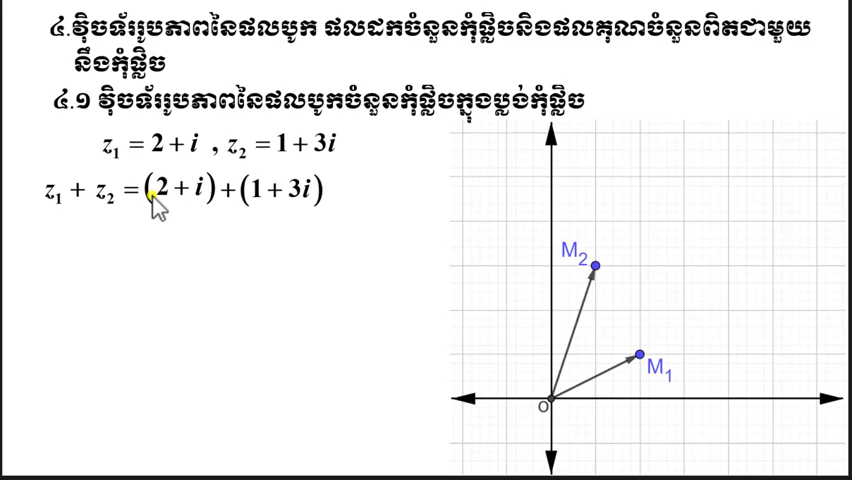 ៤.វ៉ិចទ័ររូបភាពនៃផលបូក ផលដកចំនួនកុំផ្លិចនិងផលគុណចំនួនពិតជាមួយ
នឹងកុំផ្លិច
៤.១ វ៉ិចទ័ររូបភាពនៃផលបូកចំនួនកុំផ្លិចក្នុងប្លង់កុំផ្លិច
z₁ = 2 + i , z₂ = 1 + 3i
z₁ + z₂ = (2 + i) + (1 + 3i)
M₂
M₁
O